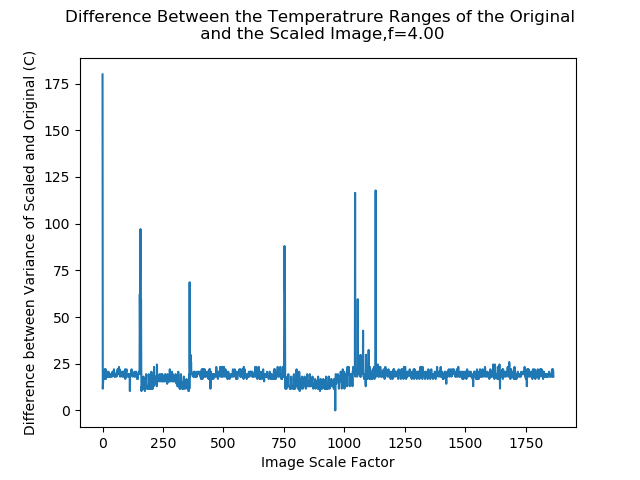 Difference Between the Temperatrure Ranges of the Original
and the Scaled Image,f=4.00
Difference between Variance of Scaled and Original (C)
175
150
125
100
75
50
25
0
0 250 500 750 1000 1250 1500 1750
Image Scale Factor